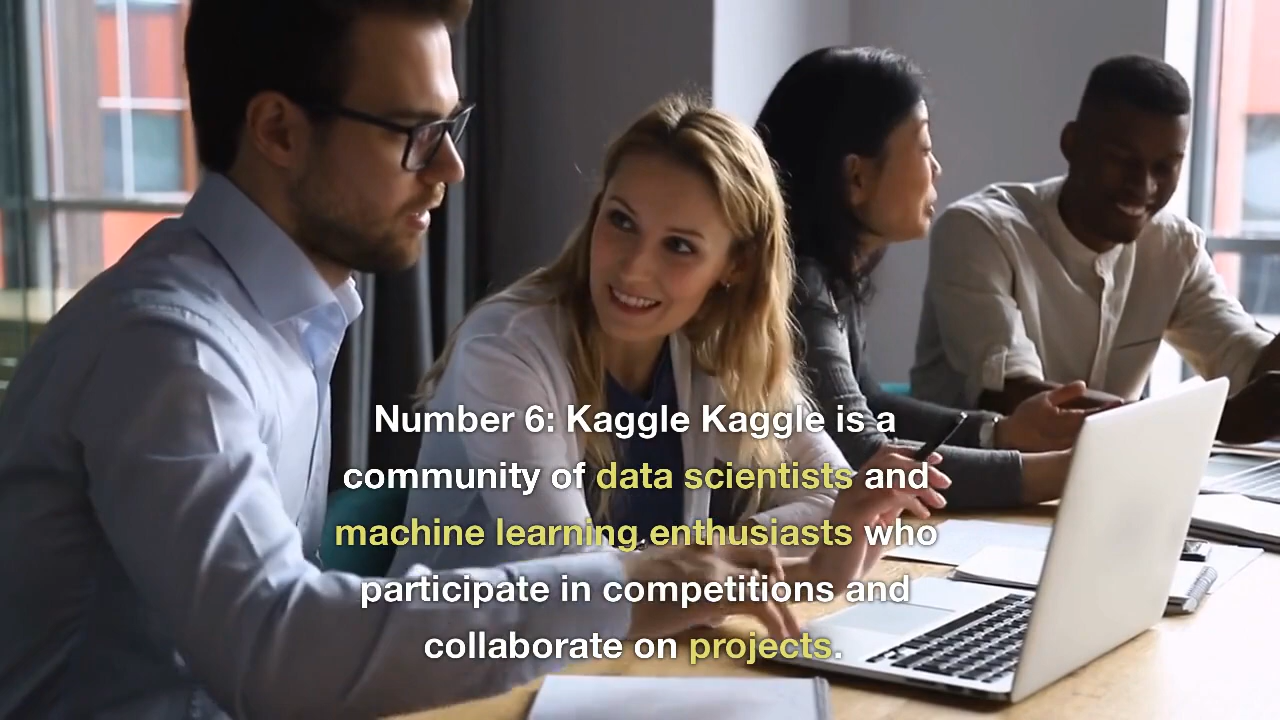 Number 6: Kaggle Kaggle is a
community of data scientists and
machine learning enthusiasts who
participate in competitions and
collaborate on projects.